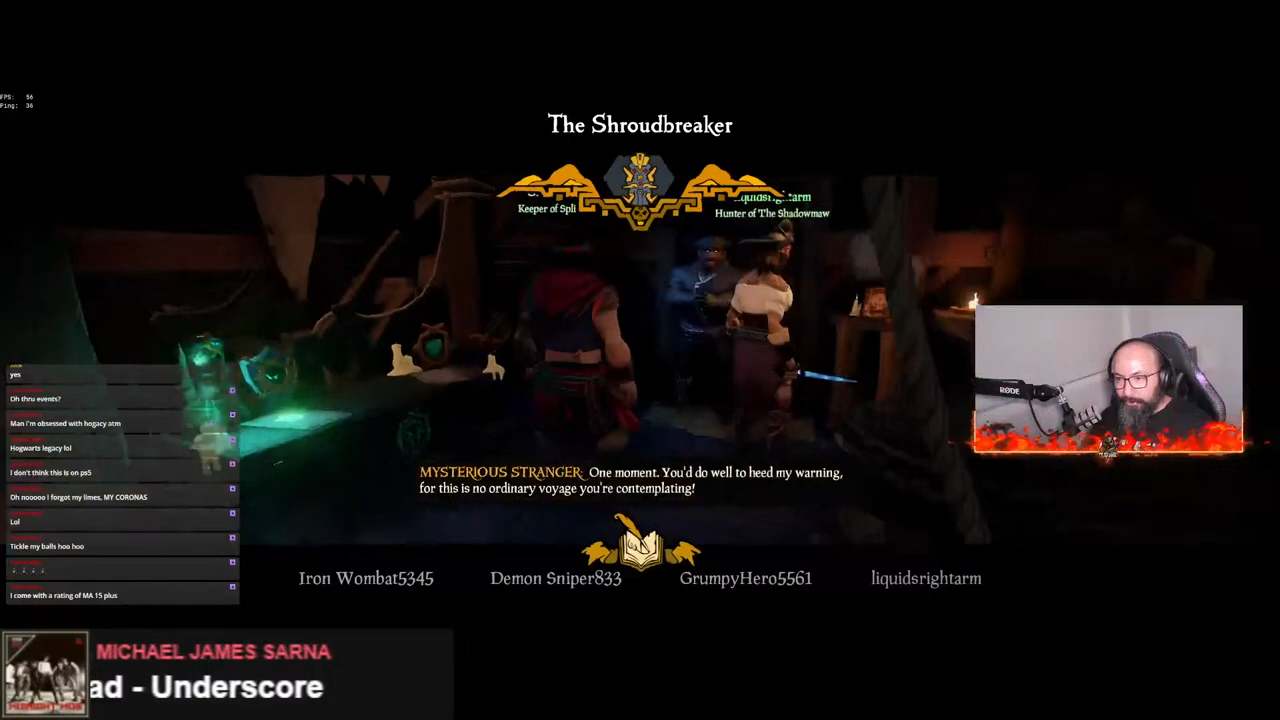 FPS: 56
Ping: 36
The Shroudbreaker
Keeper of Spli
liquidsrightarm
Hunter of The Shadowmaw
yes
Oh thru events?
Man I'm obsessed with hogacy atm
Hogwarts legacy lol
I don't think this is on ps5
Oh nooooo I forgot my limes, MY CORONAS
Lol
Tickle my balls hoo hoo
I come with a rating of MA 15 plus
RODE
MYSTERIOUS STRANGER: One moment. You'd do well to heed my warning,
for this is no ordinary voyage you're contemplating!
Iron Wombat5345
Demon Sniper833
GrumpyHero5561
liquidsrightarm
MICHAEL JAMES SARNA
ad - Underscore
MIDNIGHT MOB